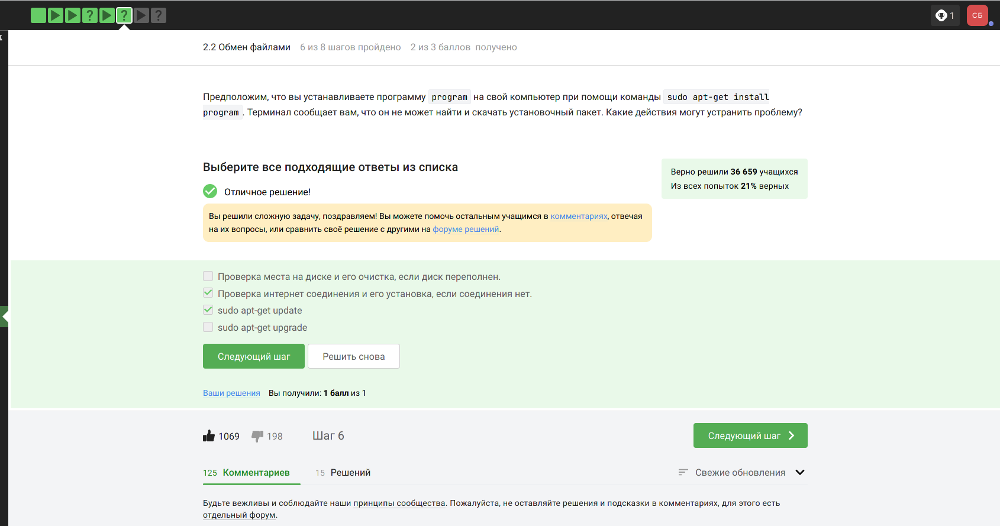 ? ? ?
1
СБ
2.2 Обмен файлами 6 из 8 шагов пройдено 2 из 3 баллов получено
Предположим, что вы устанавливаете программу program на свой компьютер при помощи команды sudo apt-get install
program. Терминал сообщает вам, что он не может найти и скачать установочный пакет. Какие действия могут устранить проблему?
Выберите все подходящие ответы из списка
Верно решили 36 659 учащихся
Из всех попыток 21% верных
Отличное решение!
Вы решили сложную задачу, поздравляем! Вы можете помочь остальным учащимся в комментариях, отвечая
на их вопросы, или сравнить своё решение с другими на форуме решений.
Проверка места на диске и его очистка, если диск переполнен.
Проверка интернет соединения и его установка, если соединения нет.
sudo apt-get update
sudo apt-get upgrade
Следующий шаг Решить снова
Ваши решения Вы получили: 1 балл из 1
1069 198 Шаг 6 Следующий шаг
125 Комментариев 15 Решений Свежие обновления
Будьте вежливы и соблюдайте наши принципы сообщества. Пожалуйста, не оставляйте решения и подсказки в комментариях, для этого есть
отдельный форум.